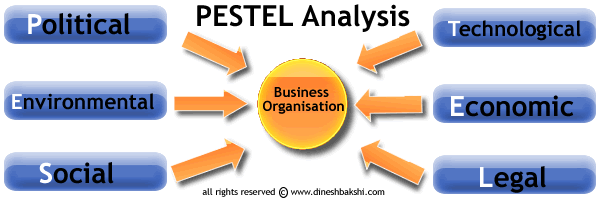 PESTEL Analysis
Political
Technological
Environmental
Business
Organisation
Economic
Social
Legal
all rights reserved © www.dineshbakshi.com